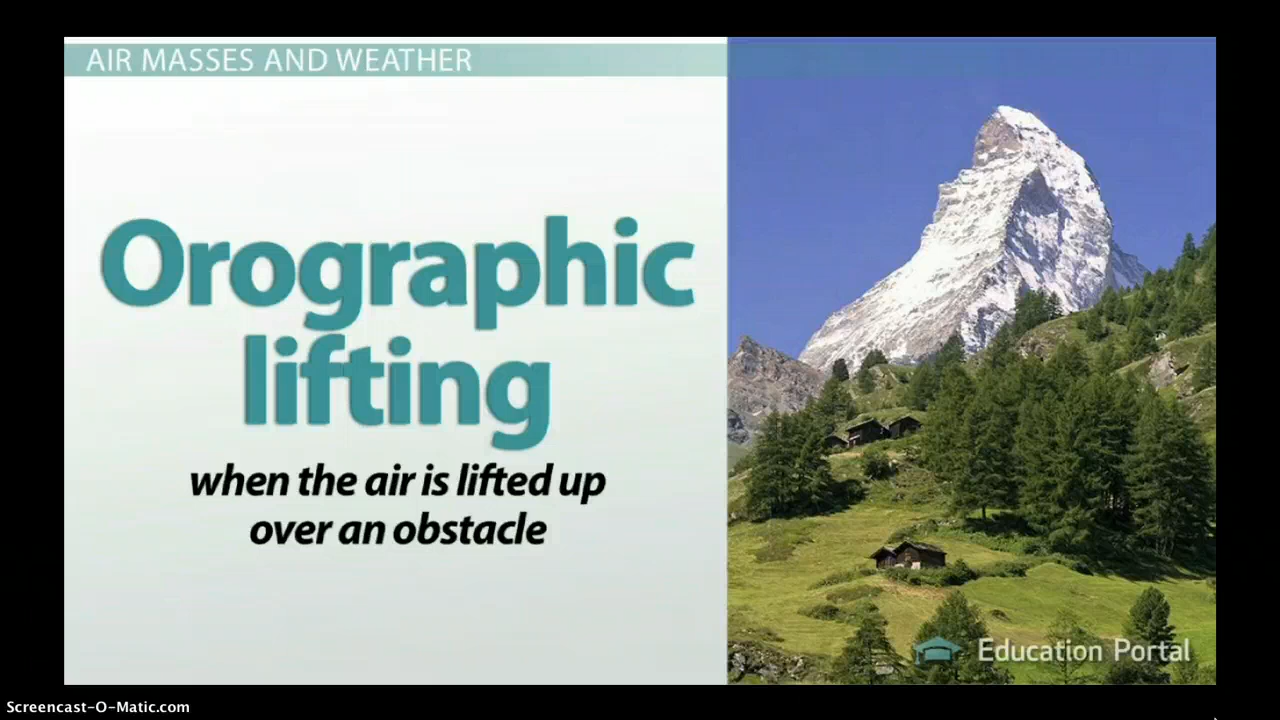 AIR MASSES AND WEATHER
Orographic
lifting
when the air is lifted up
over an obstacle
Education Portal
Screencast-O-Matic.com